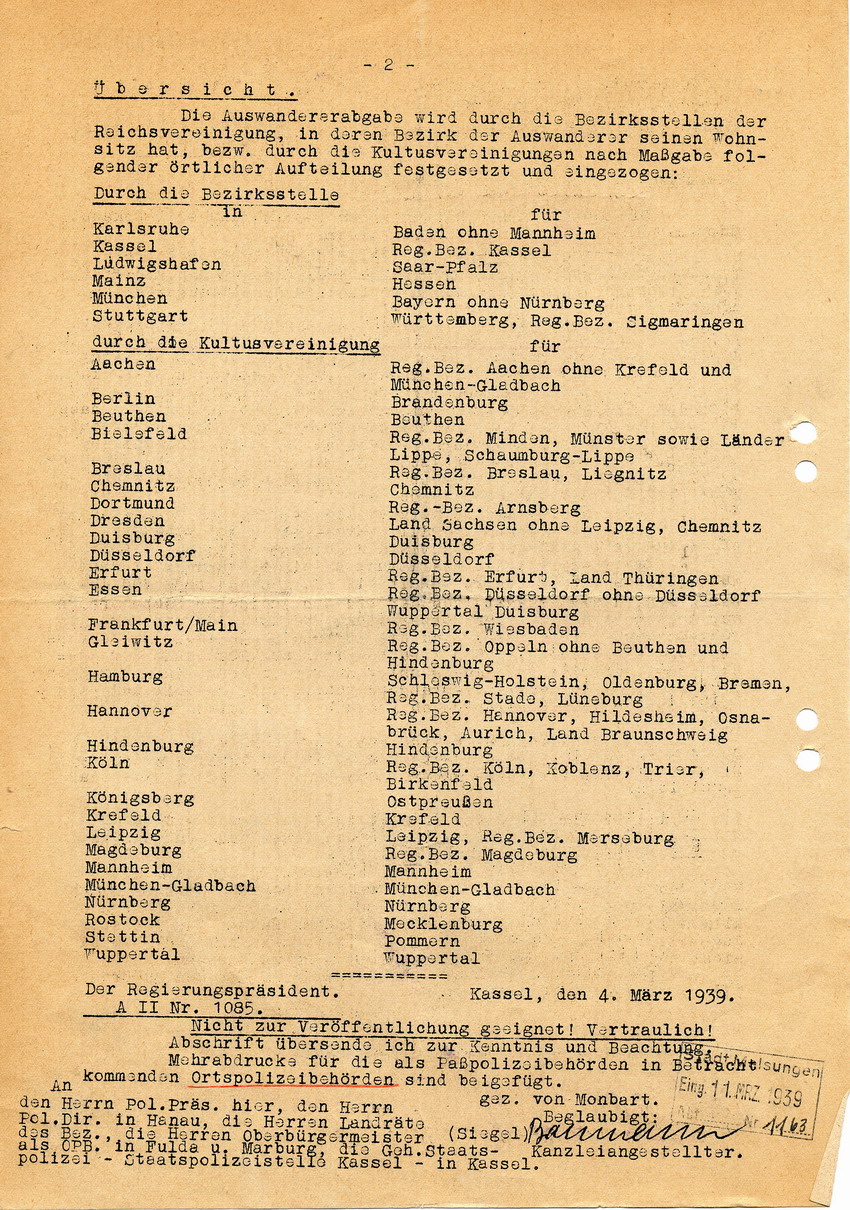 - 2 -
Übersicht.
Die Auswandererabgabe wird durch die Bezirksstellen der
Reichsvereinigung, in deren Bezirk der Auswanderer seinen Wohn-
sitz hat, bezw. durch die Kultusvereinigungen nach Maßgabe fol-
gender örtlicher Aufteilung festgesetzt und eingezogen:
Durch die Bezirksstelle
in für
Karlsruhe Baden ohne Mannheim
Kassel Reg.Bez. Kassel
Ludwigshafen Saar-Pfalz
Mainz Hessen
München Bayern ohne Nürnberg
Stuttgart Württemberg, Reg.Bez. Sigmaringen
durch die Kultusvereinigung für
Aachen Reg.Bez. Aachen ohne Krefeld und
München-Gladbach
Berlin Brandenburg
Beuthen Beuthen
Bielefeld Reg.Bez. Minden, Münster sowie Länder
Lippe, Schaumburg-Lippe
Breslau Reg.Bez. Breslau, Liegnitz
Chemnitz Chemnitz
Dortmund Reg.-Bez. Arnsberg
Dresden Land Sachsen ohne Leipzig, Chemnitz
Duisburg Duisburg
Düsseldorf Düsseldorf
Erfurt Reg.Bez. Erfurt, Land Thüringen
Essen Reg.Bez. Düsseldorf ohne Düsseldorf
Wuppertal Duisburg
Frankfurt/Main Reg.Bez. Wiesbaden
Gleiwitz Reg.Bez. Oppeln ohne Beuthen und
Hindenburg
Hamburg Schleswig-Holstein, Oldenburg, Bremen,
Reg.Bez. Stade, Lüneburg
Hannover Reg.Bez. Hannover, Hildesheim, Osna-
brück, Aurich, Land Braunschweig
Hindenburg Hindenburg
Köln Reg.Bez. Köln, Koblenz, Trier,
Birkenfeld
Königsberg Ostpreußen
Krefeld Krefeld
Leipzig Leipzig, Reg.Bez. Merseburg
Magdeburg Reg.Bez. Magdeburg
Mannheim Mannheim
München-Gladbach München-Gladbach
Nürnberg Nürnberg
Rostock Mecklenburg
Stettin Pommern
Wuppertal Wuppertal
===========
Der Regierungspräsident. Kassel, den 4. März 1939.
A II Nr. 1085.
Nicht zur Veröffentlichung geeignet! Vertraulich!
Abschrift übersende ich zur Kenntnis und Beachtung.
Mehrabdrucke für die als Paßpolizeibehörden in Betracht
kommenden Ortspolizeibehörden sind beigefügt.
An
den Herrn Pol.Präs. hier, den Herrn
Pol.Dir. in Hanau, die Herren Landräte
des Bez., die Herren Oberbürgermeister
als OPB. in Fulda u. Marburg, die Geh.Staats-
polizei - Staatspolizeistelle Kassel - in Kassel.
gez. von Monbart.
Beglaubigt:
(Siegel) Baumann
Kanzleiangestellter.
Stadt Melsungen
Eing. 11. MRZ. 1939
Nr 1163